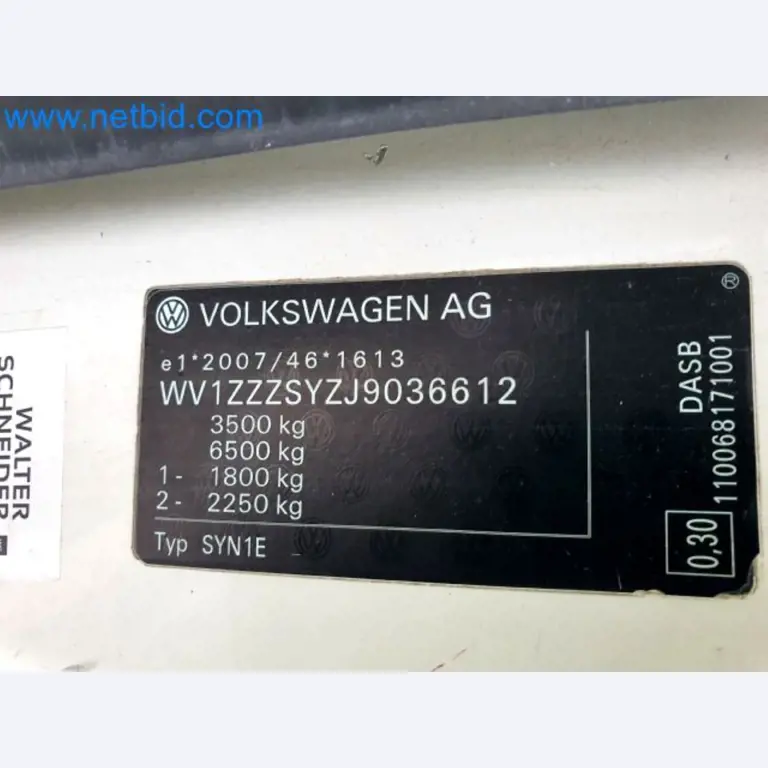 www.netbid.com
VOLKSWAGEN AG
e1*2007/46*1613
WV1ZZZSYZJ9036612
3500 kg
6500 kg
1- 1800 kg
2- 2250 kg
Typ SYN1E
DASB
0,30 110068171001
WALTER
SCHNEIDER